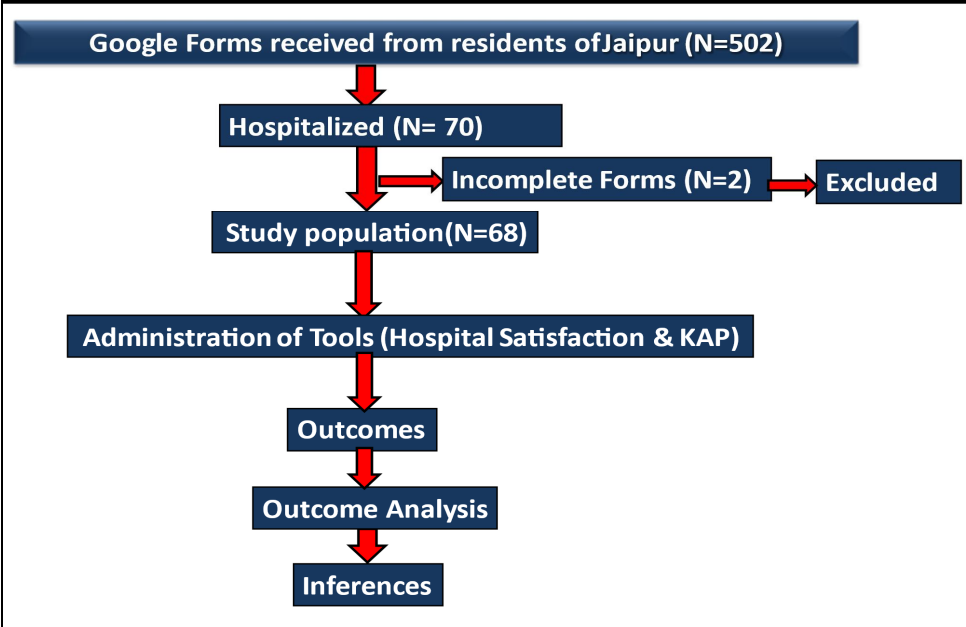 Google Forms received from residents ofJaipur (N=502)
Hospitalized (N= 70)
Incomplete Forms (N=2)
Excluded
Study population(N=68)
Administration of Tools (Hospital Satisfaction & KAP)
Outcomes
Outcome Analysis
Inferences